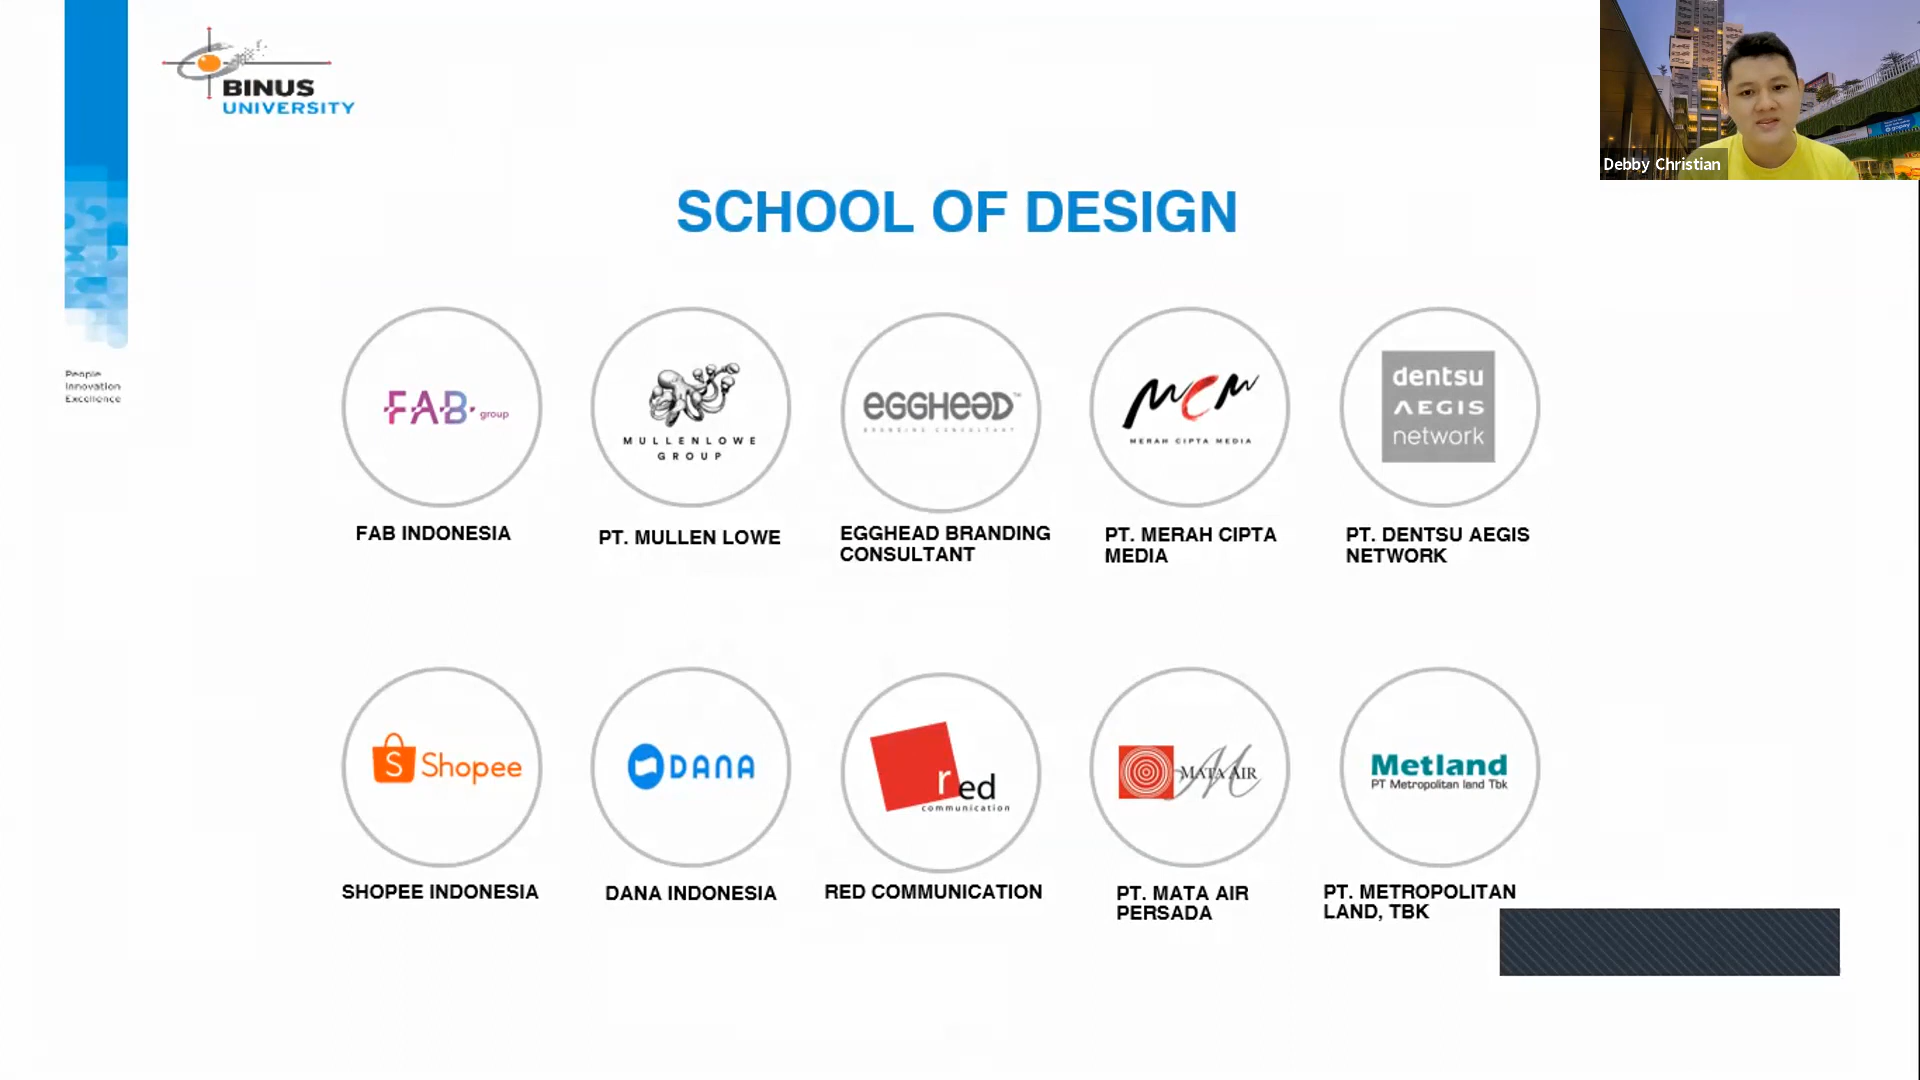 BINUS
UNIVERSITY
Debby Christian
SCHOOL OF DESIGN
People
Innovation
Excellence
FAB group
MULLENLOWE
GROUP
EGGHEAD™
BRANDING CONSULTANT
MCM
MERAH CIPTA MEDIA
dentsu
AEGIS
network
FAB INDONESIA
PT. MULLEN LOWE
EGGHEAD BRANDING
CONSULTANT
PT. MERAH CIPTA
MEDIA
PT. DENTSU AEGIS
NETWORK
S Shopee
DANA
red
communication
MATA AIR
M
Metland
PT Metropolitan land Tbk
SHOPEE INDONESIA
DANA INDONESIA
RED COMMUNICATION
PT. MATA AIR
PERSADA
PT. METROPOLITAN
LAND, TBK